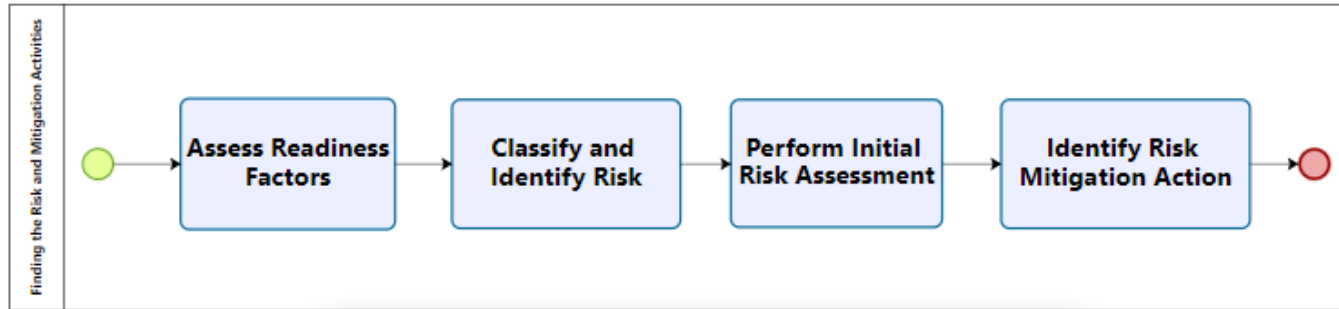 Finding the Risk and Mitigation Activities
Assess Readiness
Factors
Classify and
Identify Risk
Perform Initial
Risk Assessment
Identify Risk
Mitigation Action